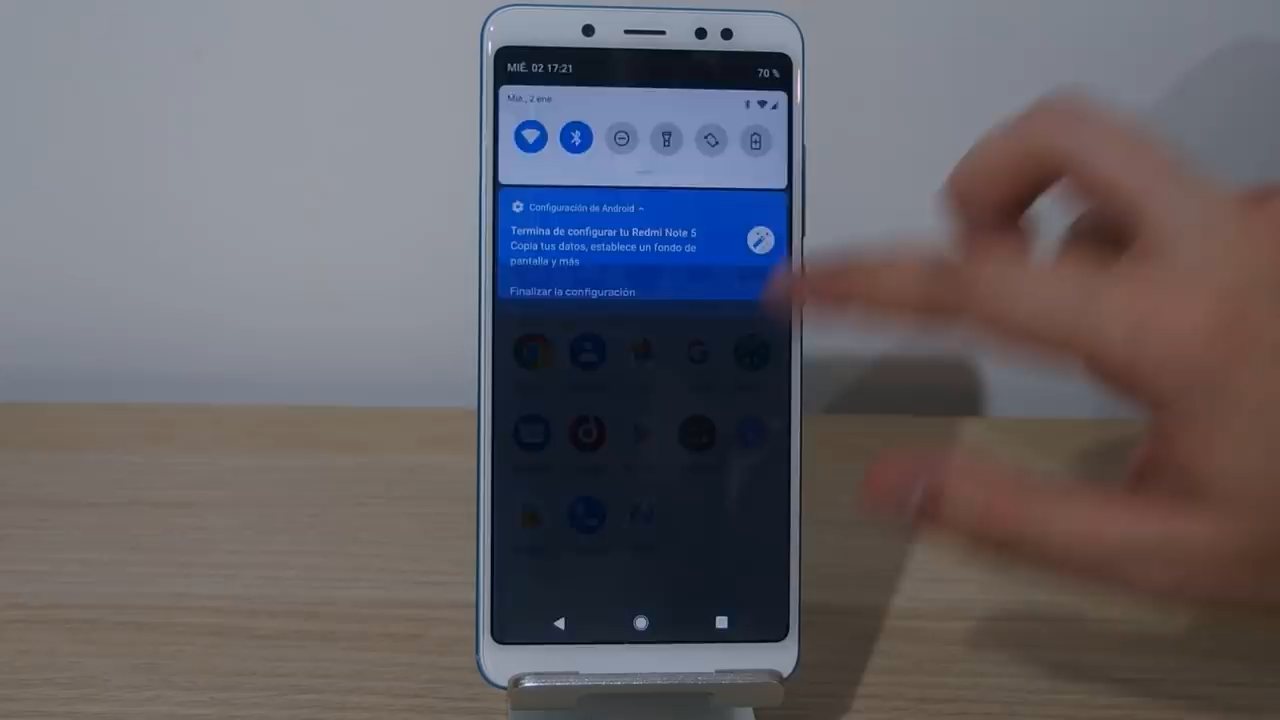 MIÉ. 02 17:21
70 %
Mié., 2 ene
Configuración de Android
Termina de configurar tu Redmi Note 5
Copia tus datos, establece un fondo de
pantalla y más
Finalizar la configuración